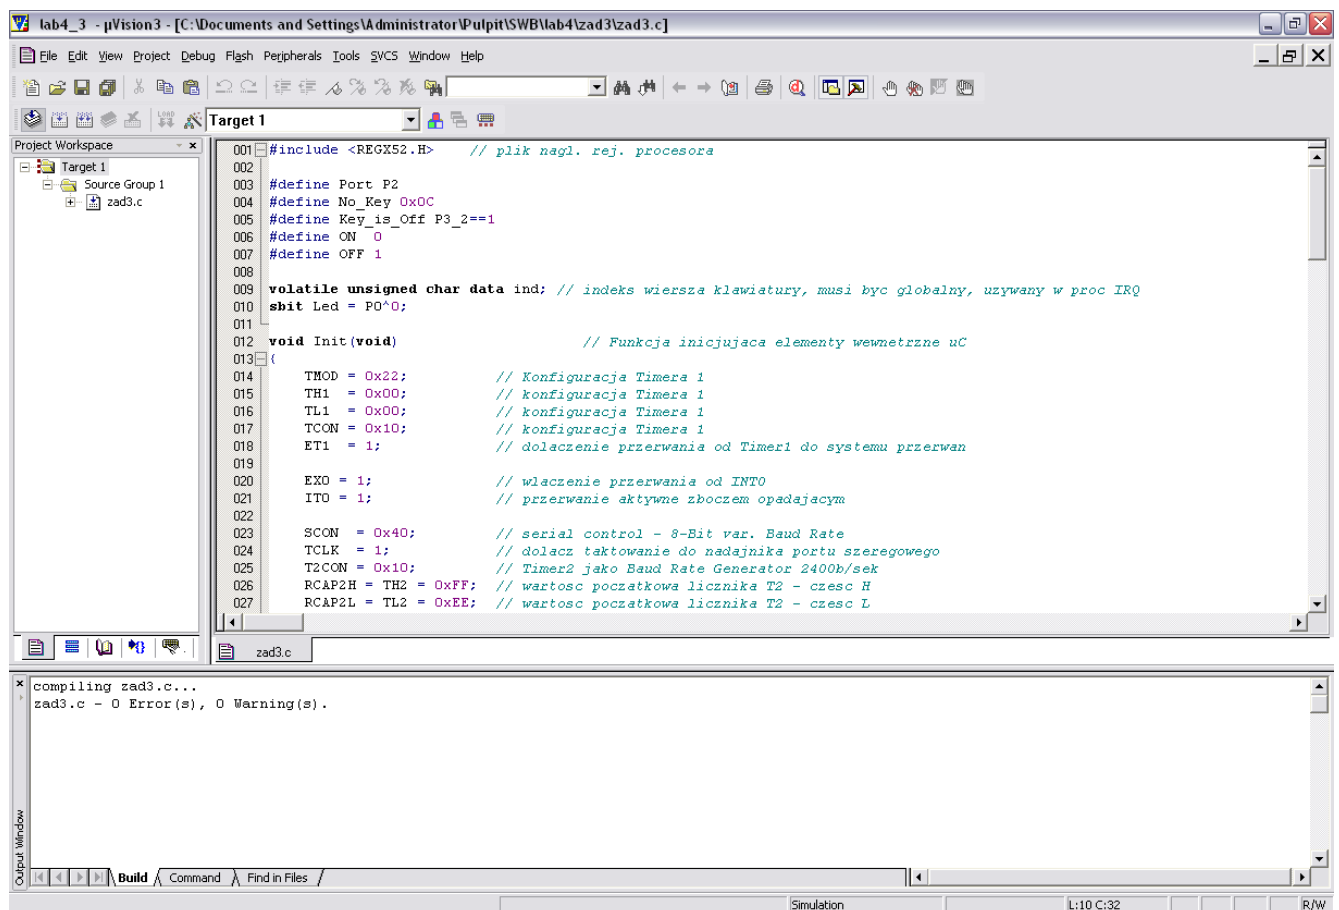 lab4_3 - µVision3 - [C:\Documents and Settings\Administrator\Pulpit\SWB\lab4\zad3\zad3.c]
File Edit View Project Debug Flash Peripherals Tools SVCS Window Help
Target 1
Project Workspace
Target 1
Source Group 1
zad3.c
001 #include <REGX52.H> // plik nagl. rej. procesora
002
003 #define Port P2
004 #define No_Key 0x0C
005 #define Key_is_Off P3_2==1
006 #define ON 0
007 #define OFF 1
008
009 volatile unsigned char data ind; // indeks wiersza klawiatury, musi byc globalny, uzywany w proc IRQ
010 sbit Led = P0^0;
011
012 void Init(void) // Funkcja inicjujaca elementy wewnetrzne uC
013 {
014 TMOD = 0x22; // Konfiguracja Timera 1
015 TH1 = 0x00; // konfiguracja Timera 1
016 TL1 = 0x00; // konfiguracja Timera 1
017 TCON = 0x10; // konfiguracja Timera 1
018 ET1 = 1; // dolaczenie przerwania od Timer1 do systemu przerwan
019
020 EX0 = 1; // wlaczenie przerwania od INT0
021 IT0 = 1; // przerwanie aktywne zboczem opadajacym
022
023 SCON = 0x40; // serial control - 8-Bit var. Baud Rate
024 TCLK = 1; // dolacz taktowanie do nadajnika portu szeregowego
025 T2CON = 0x10; // Timer2 jako Baud Rate Generator 2400b/sek
026 RCAP2H = TH2 = 0xFF; // wartosc poczatkowa licznika T2 - czesc H
027 RCAP2L = TL2 = 0xEE; // wartosc poczatkowa licznika T2 - czesc L
zad3.c
compiling zad3.c...
zad3.c - 0 Error(s), 0 Warning(s).
Output Window
Build Command Find in Files
Simulation L:10 C:32 R/W